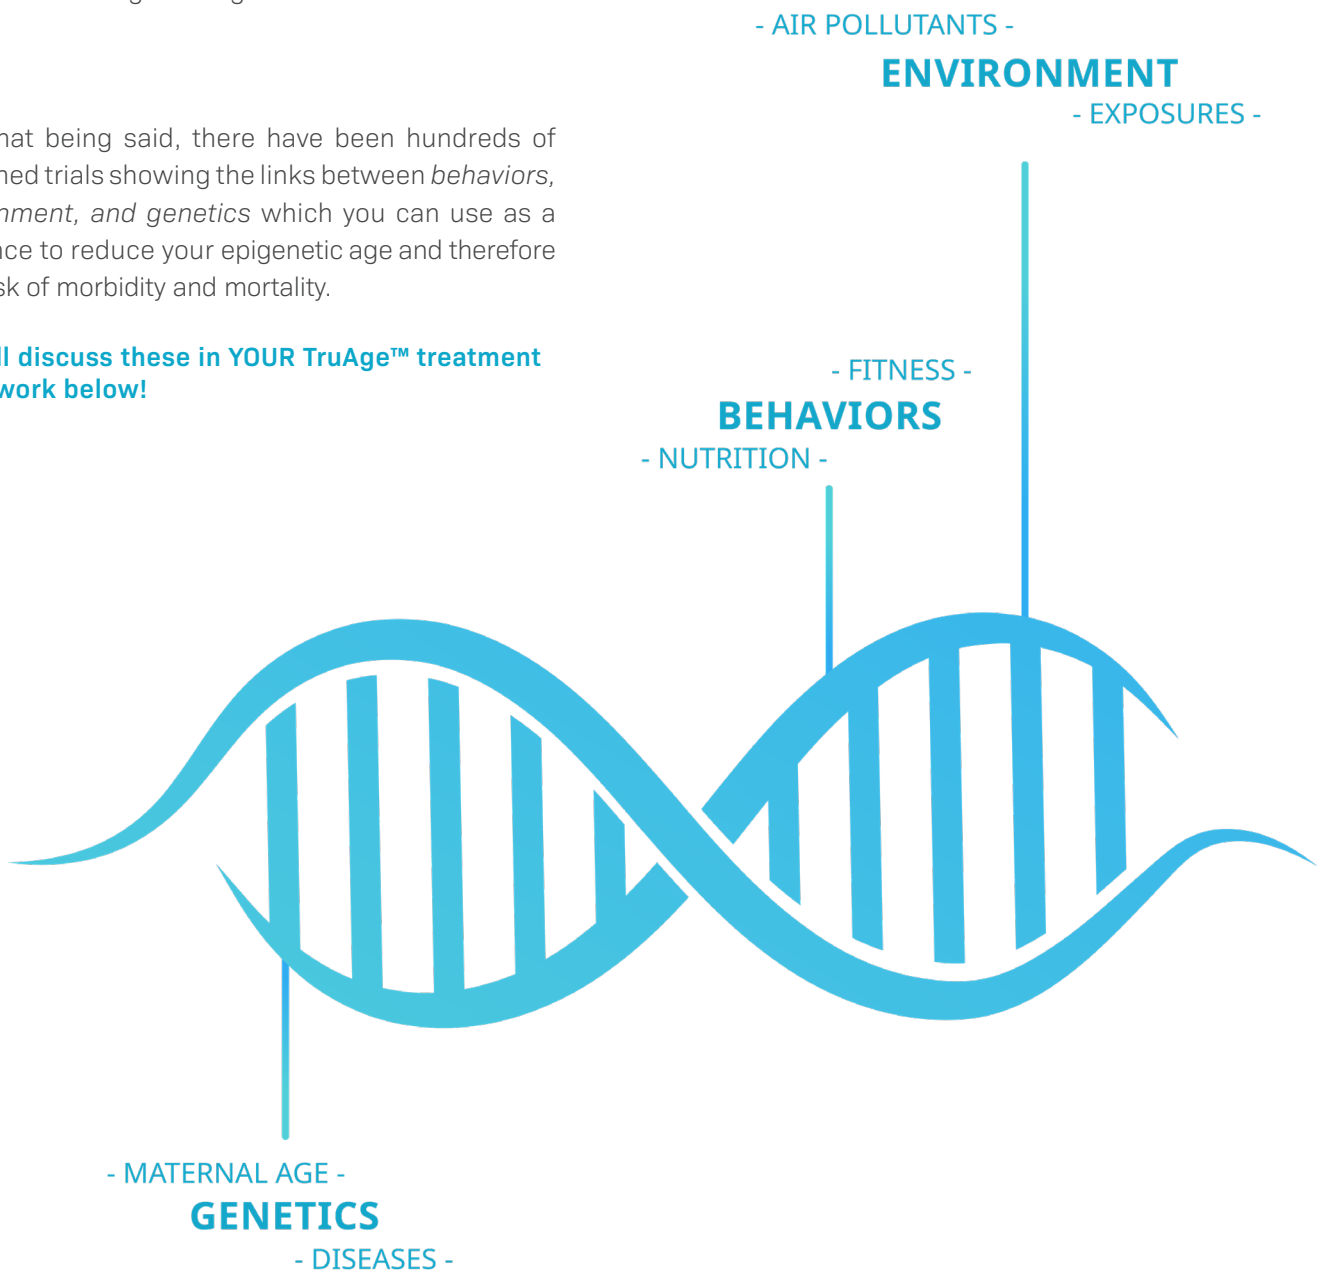 - AIR POLLUTANTS -
ENVIRONMENT
- EXPOSURES -
hat being said, there have been hundreds of
ned trials showing the links between behaviors,
nment, and genetics which you can use as a
nce to reduce your epigenetic age and therefore
sk of morbidity and mortality.
ll discuss these in YOUR TruAge™ treatment
work below!
- FITNESS -
BEHAVIORS
- NUTRITION -
- MATERNAL AGE -
GENETICS
- DISEASES -